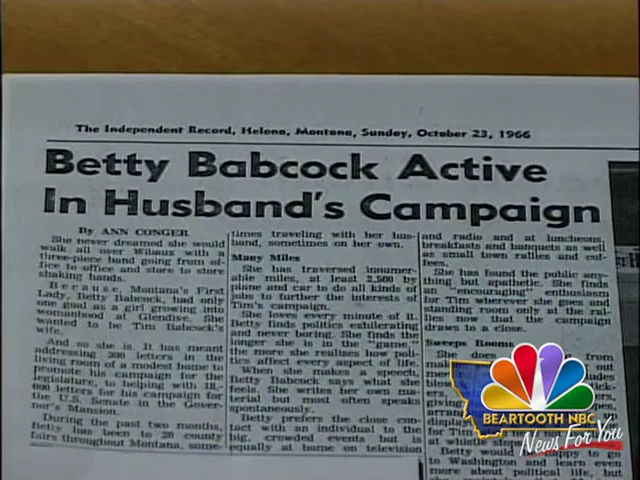 The Independent Record, Helena, Montana, Sunday, October 23, 1966
Betty Babcock Active
In Husband's Campaign
By ANN CONGER
She never dreamed she would
walk all over Wibaux with a
three-piece band going from of-
fice to office and store to store
shaking hands.
Because, Montana's First
Lady, Betty Babcock, had only
one goal as a girl growing into
womanhood at Glendive. She
wanted to be Tim Babcock's
wife.
And so she is. It has meant
addressing 200 letters in the
living room of a modest home to
promote his campaign for the
legislature, to helping with
000 letters for his campaign for
the U.S. Senate in the Gover-
nor's Mansion.
During the past two months,
Betty has been to 20 county
fairs throughout Montana, some-
times traveling with her hus-
band, sometimes on her own.
Many Miles
She has traversed innumer-
able miles, at least 2,500 by
plane and car to do all kinds of
jobs to further the interests of
Tim's campaign.
She loves every minute of it.
Betty finds politics exhilerating
and never boring. She finds the
longer she is in the "game,"
the more she realizes how poli-
tics affect every aspect of life.
When she makes a speech,
Betty Babcock says what she
feels. She writes her own ma-
terial but most often speaks
spontaneously.
Betty prefers the close con-
tact with an individual to the
big, crowded events but is
equally at home on television
and radio and at luncheons,
breakfasts and banquets as well
as small town rallies and cof-
fees.
She has found the public any-
thing but apathetic. She finds
an "encouraging" enthusiasm
for Tim wherever she goes and
standing room only at the ral-
lies now that the campaign
draws to a close.
Sweeps Rooms
She does from
Betty would be happy to go
to Washington and learn even
more about political life, but
BEARTOOTH NBC
News For You